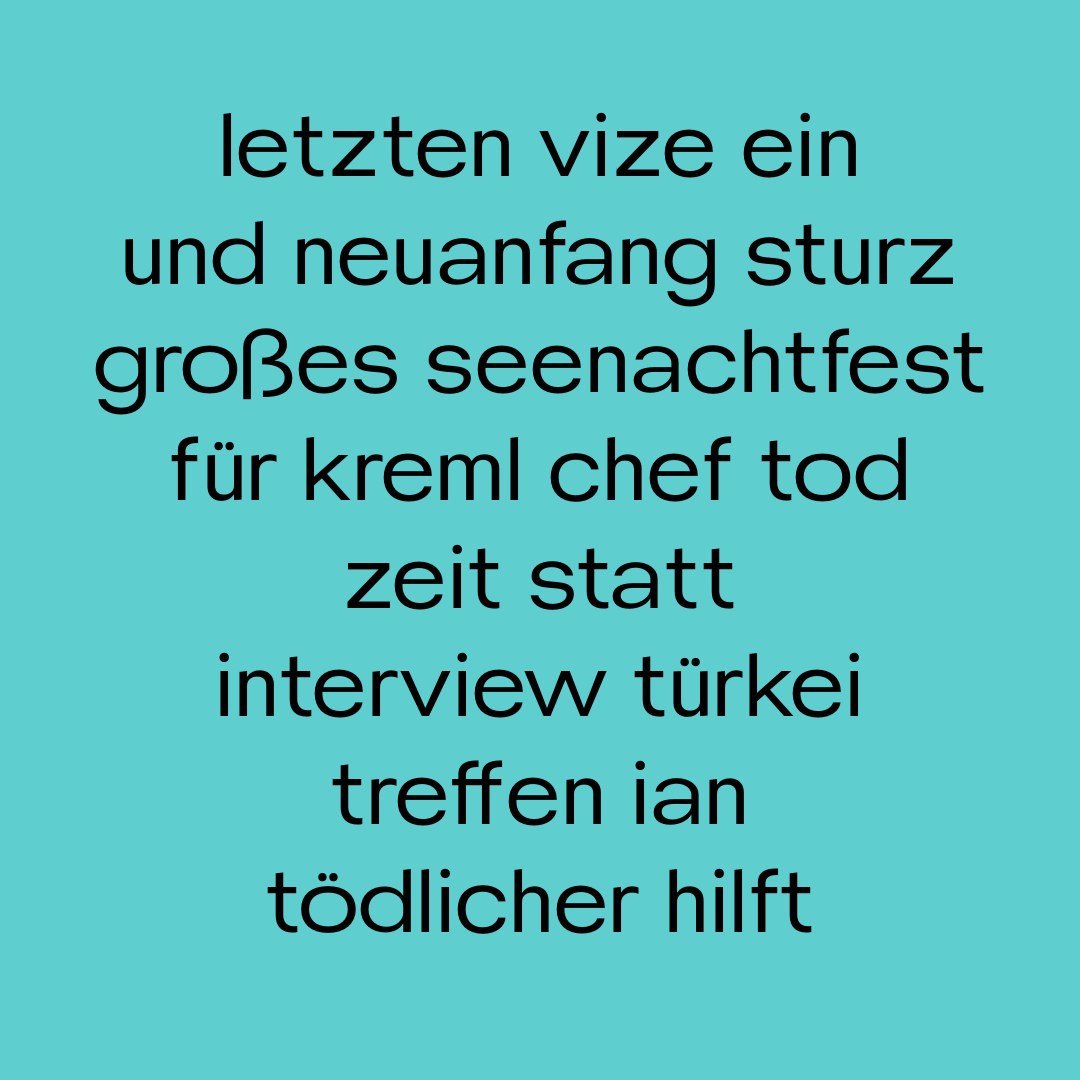 letzten vize ein
und neuanfang sturz
großes seenachtfest
für kreml chef tod
zeit statt
interview türkei
treffen ian
tödlicher hilft